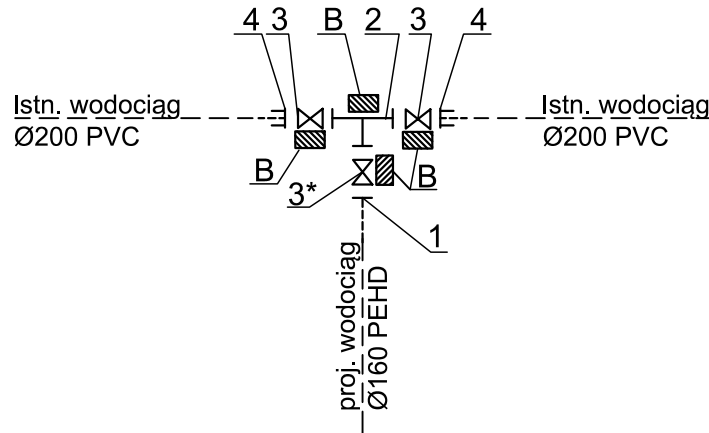 4 3 B 2 3 4
Istn. wodociąg
Ø200 PVC
Istn. wodociąg
Ø200 PVC
B
B
3*
1
proj. wodociąg
Ø160 PEHD